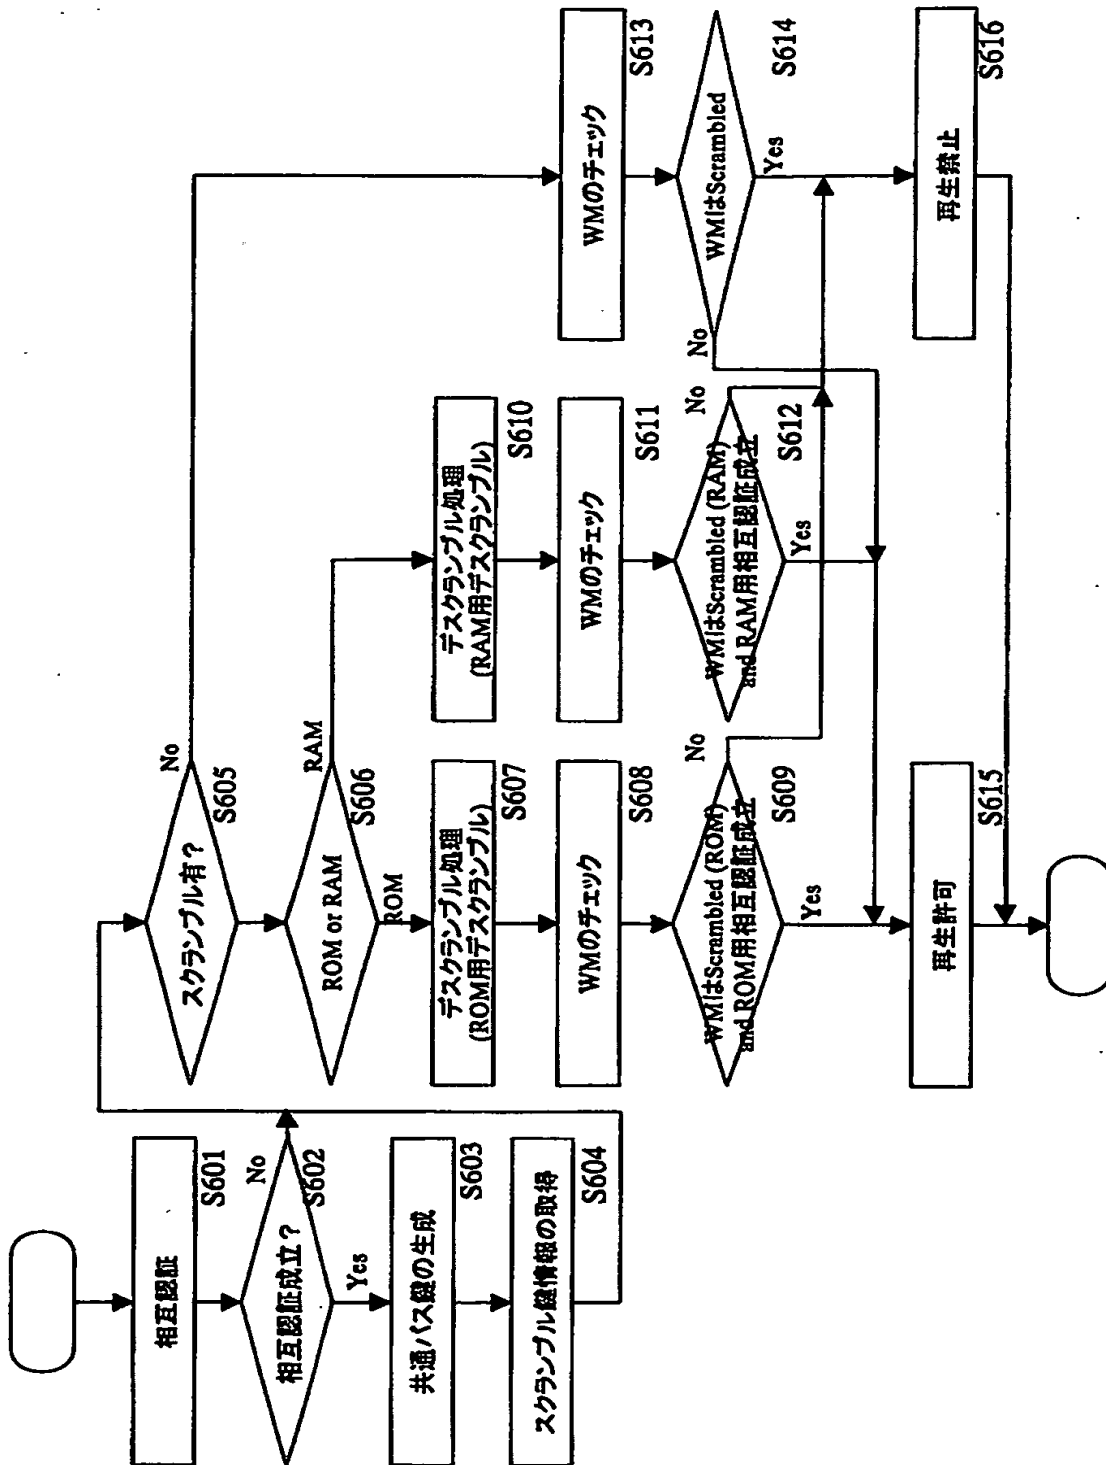 相互認証
S601
相互認証成立?
No
S602
Yes
共通バス鍵の生成
S603
スクランブル鍵情報の取得
S604
スクランブル有?
No
S605
ROM or RAM
RAM
S606
ROM
デスクランブル処理
(ROM用デスクランブル)
S607
WMのチェック
S608
WMはScrambled (ROM)
and ROM用相互認証成立
No
S609
Yes
デスクランブル処理
(RAM用デスクランブル)
S610
WMのチェック
S611
WMはScrambled (RAM)
and RAM用相互認証成立
No
S612
Yes
WMのチェック
S613
WMはScrambled
No
S614
Yes
再生許可
S615
再生禁止
S616